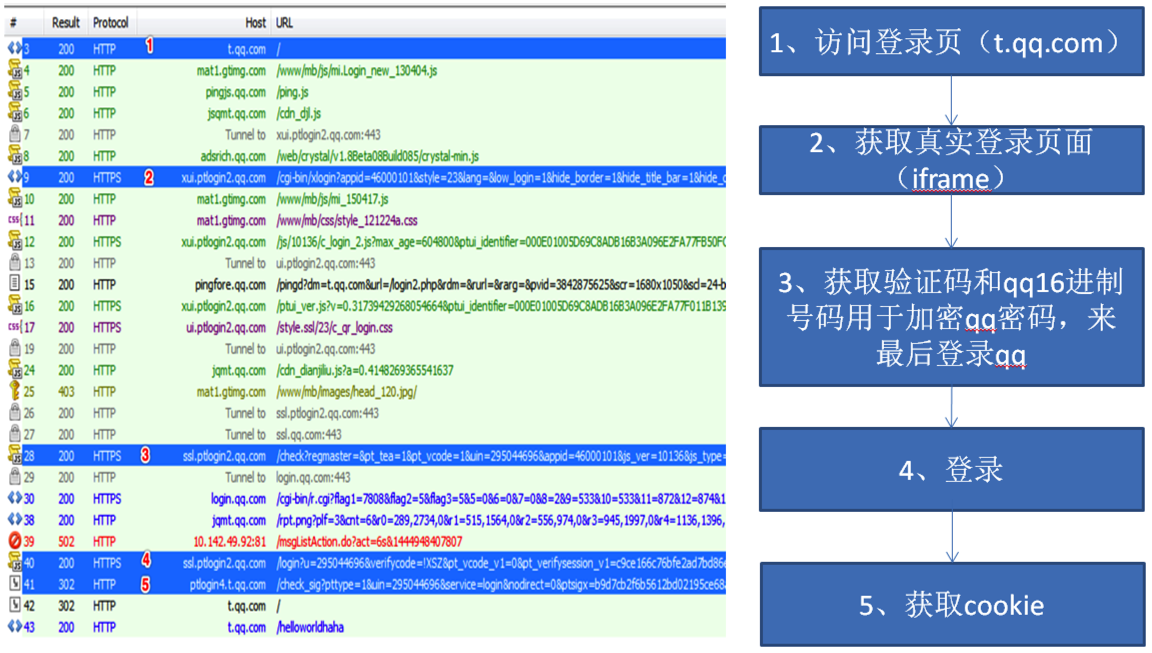 # Result Protocol Host URL
3 200 HTTP 1 t.qq.com /
4 200 HTTP mat1.gtimg.com /www/mb/js/mi.Login_new_130404.js
5 200 HTTP pingjs.qq.com /ping.js
6 200 HTTP jsqmt.qq.com /cdn_djl.js
7 200 HTTP Tunnel to xui.ptlogin2.qq.com:443
8 200 HTTP adsrich.qq.com /web/crystal/v1.8Beta08Build085/crystal-min.js
9 200 HTTPS 2 xui.ptlogin2.qq.com /cgi-bin/xlogin?appid=46000101&style=23&lang=&low_login=1&hide_border=1&hide_title_bar=1&hide_c
10 200 HTTP mat1.gtimg.com /www/mb/js/mi_150417.js
11 200 HTTP mat1.gtimg.com /www/mb/css/style_121224a.css
12 200 HTTPS xui.ptlogin2.qq.com /js/10136/c_login_2.js?max_age=604800&ptui_identifier=000E01005D69C8ADB16B3A096E2FA77FB50FC
13 200 HTTP Tunnel to ui.ptlogin2.qq.com:443
15 200 HTTP pingfore.qq.com /pingd?dm=t.qq.com&url=/login2.php&rdm=&rurl=&rarg=&pvid=3842875625&scr=1680x1050&scl=24-b
16 200 HTTPS xui.ptlogin2.qq.com /ptui_ver.js?v=0.31739429268054664&ptui_identifier=000E01005D69C8ADB16B3A096E2FA77F011B139
17 200 HTTPS ui.ptlogin2.qq.com /style.ssl/23/c_qr_login.css
19 200 HTTP Tunnel to ui.ptlogin2.qq.com:443
24 200 HTTP jqmt.qq.com /cdn_dianjiliu.js?a=0.4148269365541637
25 403 HTTP mat1.gtimg.com /www/mb/images/head_120.jpg/
26 200 HTTP Tunnel to ssl.ptlogin2.qq.com:443
27 200 HTTP Tunnel to ssl.qq.com:443
28 200 HTTPS 3 ssl.ptlogin2.qq.com /check?regmaster=&pt_tea=1&pt_vcode=1&uin=295044696&appid=46000101&js_ver=10136&js_type=
29 200 HTTP Tunnel to login.qq.com:443
30 200 HTTPS login.qq.com /cgi-bin/r.cgi?flag1=7808&flag2=5&flag3=5&5=0&6=0&7=0&8=2&9=533&10=533&11=872&12=874&1
38 200 HTTP jqmt.qq.com /rpt.png?plf=3&cnt=6&r0=289,2734,0&r1=515,1564,0&r2=556,974,0&r3=945,1997,0&r4=1136,1396,
39 502 HTTP 10.142.49.92:81 /msgListAction.do?act=6s&1444948407807
40 200 HTTPS 4 ssl.ptlogin2.qq.com /login?u=295044696&verifycode=!XSZ&pt_vcode_v1=0&pt_verifysession_v1=c9ce166c76bfe2ad7bd86e
41 302 HTTP 5 ptlogin4.t.qq.com /check_sig?pttype=1&uin=295044696&service=login&nodirect=0&ptsigx=b9d7cb2f6b5612bd02195ce68
42 302 HTTP t.qq.com /
43 200 HTTP t.qq.com /helloworldhaha
1、访问登录页（t.qq.com）
2、获取真实登录页面
（iframe）
3、获取验证码和qq16进制
号码用于加密qq密码，来
最后登录qq
4、登录
5、获取cookie